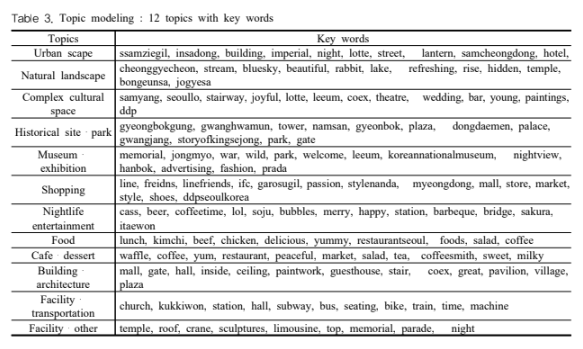 Table 3. Topic modeling : 12 topics with key words
Topics Key words
Urban scape ssamziegil, insadong, building, imperial, night, lotte, street, lantern, samcheongdong, hotel,
Natural landscape cheonggyecheon, stream, bluesky, beautiful, rabbit, lake, refreshing, rise, hidden, temple,
bongeunsa, jogyesa
Complex cultural space samyang, seoullo, stairway, joyful, lotte, leeum, coex, theatre, wedding, bar, young, paintings,
ddp
Historical site · park gyeongbokgung, gwanghwamun, tower, namsan, gyeonbok, plaza, dongdaemen, palace,
gwangjang, storyofkingsejong, park, gate
Museum · exhibition memorial, jongmyo, war, wild, park, welcome, leeum, koreannationalmuseum, nightview,
hanbok, advertising, fashion, prada
Shopping line, freidns, linefriends, ifc, garosugil, passion, stylenanda, myeongdong, mall, store, market,
style, shoes, ddpseoulkorea
Nightlife entertainment cass, beer, coffeetime, lol, soju, bubbles, merry, happy, station, barbeque, bridge, sakura,
itaewon
Food lunch, kimchi, beef, chicken, delicious, yummy, restaurantseoul, foods, salad, coffee
Cafe · dessert waffle, coffee, yum, restaurant, peaceful, market, salad, tea, coffeesmith, sweet, milky
Building · architecture mall, gate, hall, inside, ceiling, paintwork, guesthouse, stair, coex, great, pavilion, village,
plaza
Facility · transportation church, kukkiwon, station, hall, subway, bus, seating, bike, train, time, machine
Facility · other temple, roof, crane, sculptures, limousine, top, memorial, parade, night